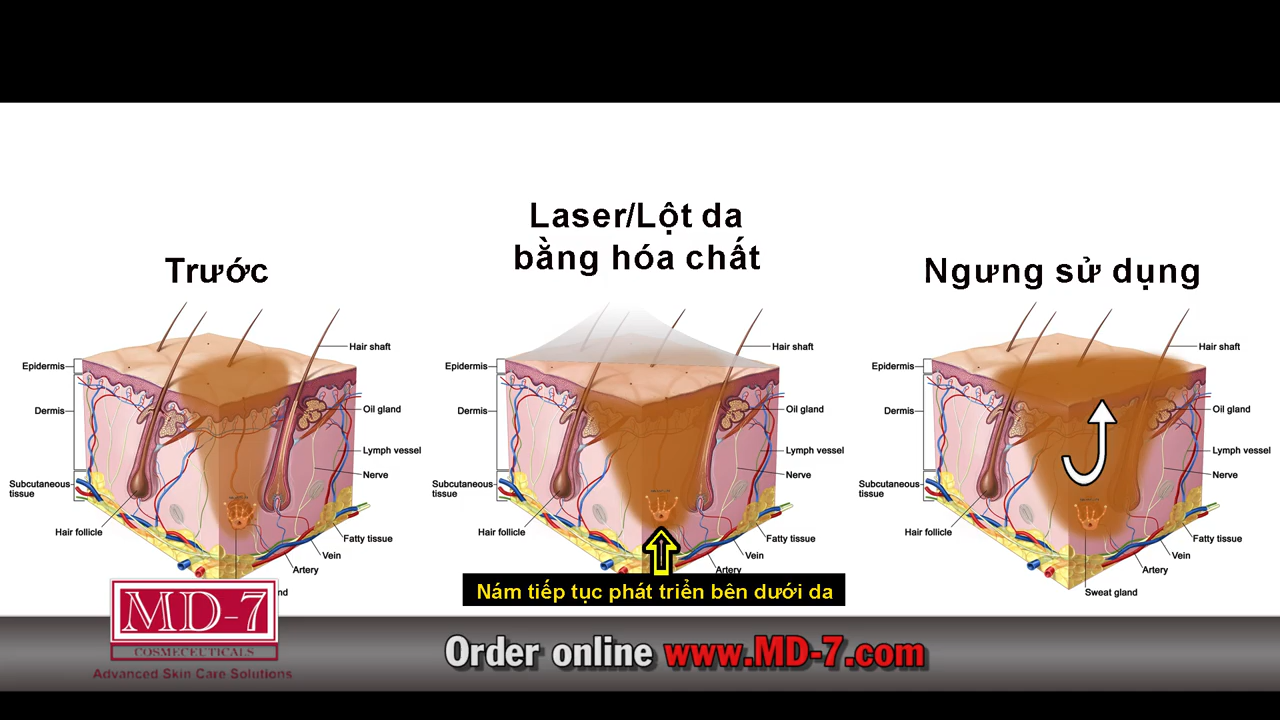 Laser/Lột da
bằng hóa chất
Trước
Ngưng sử dụng
Hair shaft
Epidermis
Dermis
Oil gland
Lymph vessel
Nerve
Subcutaneous
tissue
Hair follicle
Fatty tissue
Vein
Artery
nd
Hair shaft
Epidermis
Dermis
Oil gland
Lymph vessel
Nerve
Subcutaneous
tissue
Hair follicle
Fatty tissue
Vein
Artery
Nám tiếp tục phát triển bên dưới da
Hair shaft
Epidermis
Dermis
Oil gland
Lymph vessel
Nerve
Subcutaneous
tissue
Hair follicle
Fatty tissue
Vein
Artery
Sweat gland
MD-7
COSMECEUTICALS
Advanced Skin Care Solutions
Order online www.MD-7.com